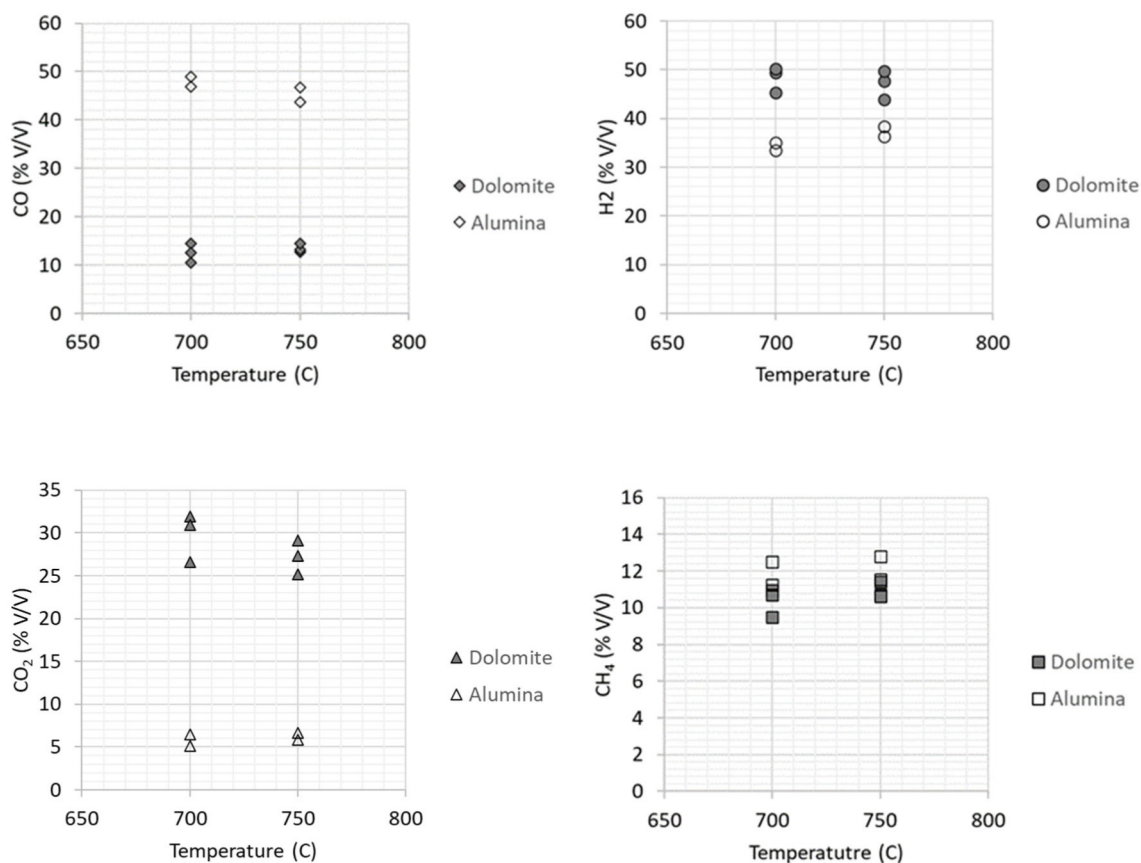 CO (% V/V)
60
50
40
30
20
10
0
650 700 750 800
Temperature (C)
Dolomite
Alumina
H2 (% V/V)
60
50
40
30
20
10
0
650 700 750 800
Temperature (C)
Dolomite
Alumina
CO₂ (% V/V)
35
30
25
20
15
10
5
0
650 700 750 800
Temperature (C)
Dolomite
Alumina
CH₄ (% V/V)
16
14
12
10
8
6
4
2
0
650 700 750 800
Temperatutre (C)
Dolomite
Alumina